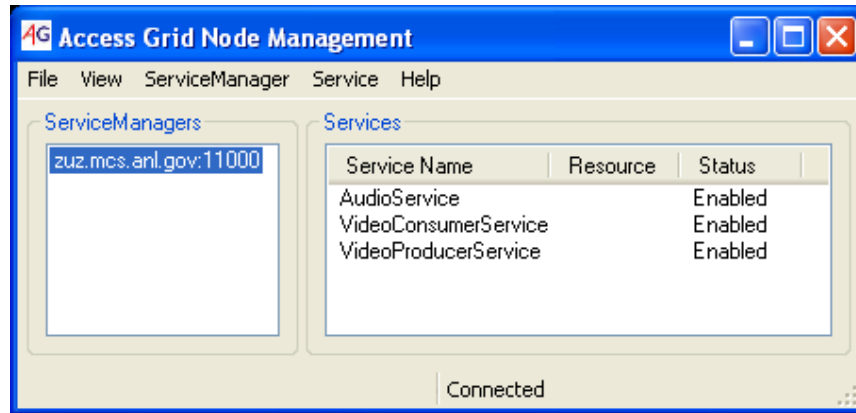 AG Access Grid Node Management
File View ServiceManager Service Help
ServiceManagers
zuz.mcs.anl.gov:11000
Services
Service Name Resource Status
AudioService Enabled
VideoConsumerService Enabled
VideoProducerService Enabled
Connected